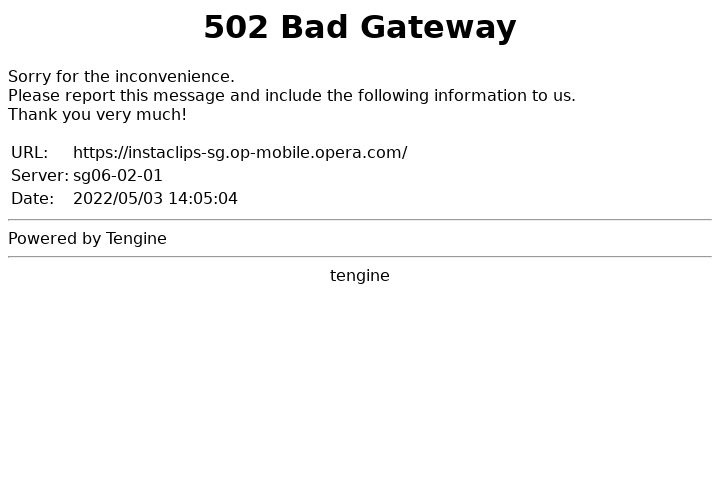 502 Bad Gateway
Sorry for the inconvenience.
Please report this message and include the following information to us.
Thank you very much!
URL: https://instaclips-sg.op-mobile.opera.com/
Server: sg06-02-01
Date: 2022/05/03 14:05:04
Powered by Tengine
tengine